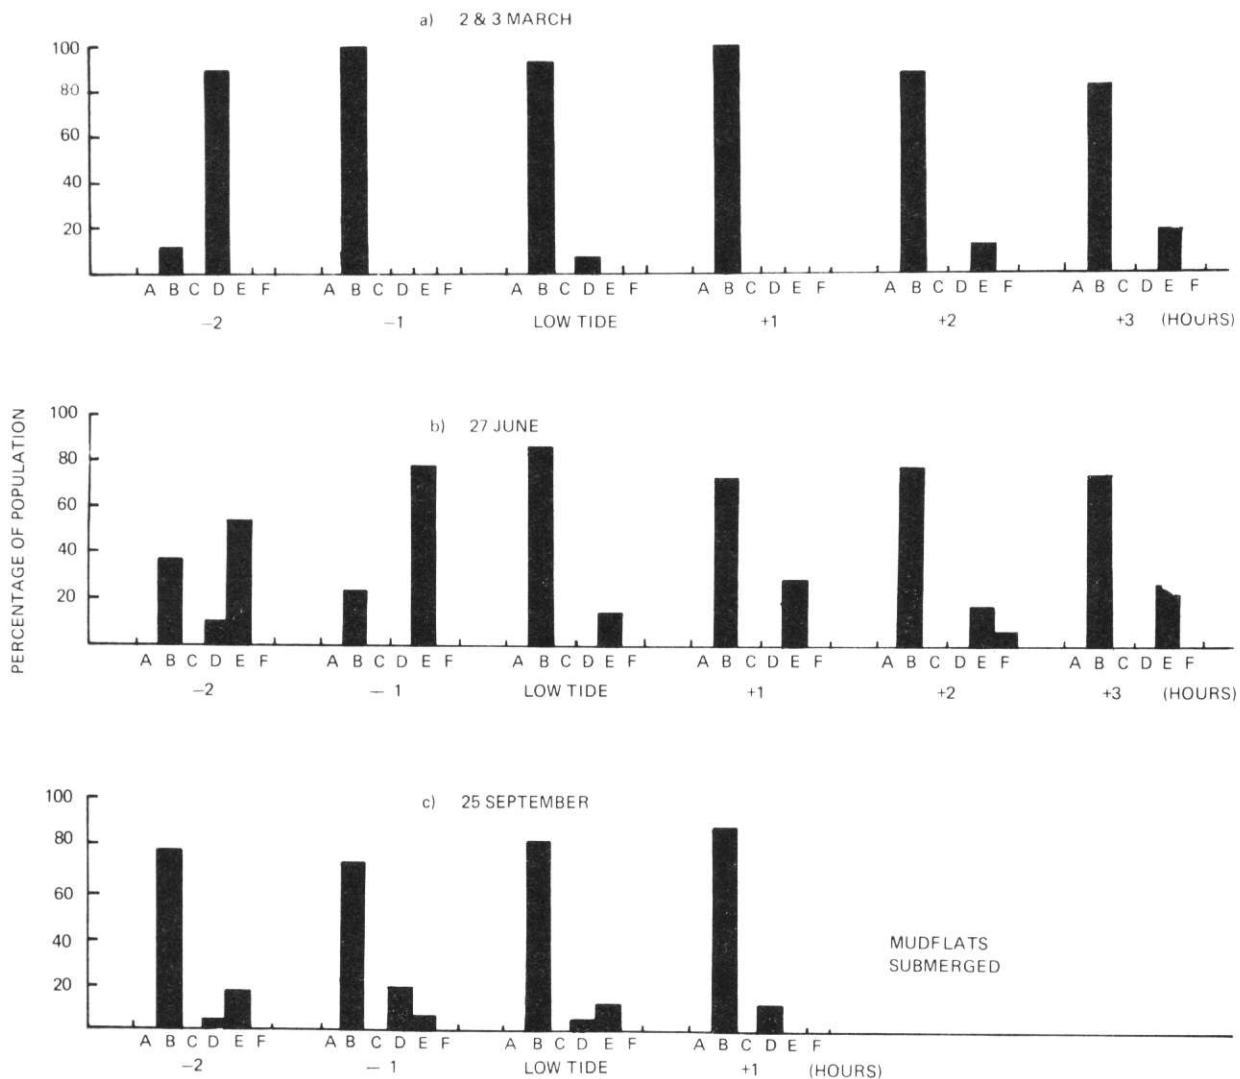 a) 2 & 3 MARCH
100
80
60
40
20
A B C D E F A B C D E F A B C D E F A B C D E F A B C D E F A B C D E F
−2 −1 LOW TIDE +1 +2 +3 (HOURS)
PERCENTAGE OF POPULATION
b) 27 JUNE
100
80
60
40
20
A B C D E F A B C D E F A B C D E F A B C D E F A B C D E F A B C D E F
−2 − 1 LOW TIDE +1 +2 +3 (HOURS)
c) 25 SEPTEMBER
100
80
60
40
20
MUDFLATS
SUBMERGED
A B C D E F A B C D E F A B C D E F A B C D E F
−2 − 1 LOW TIDE +1 (HOURS)